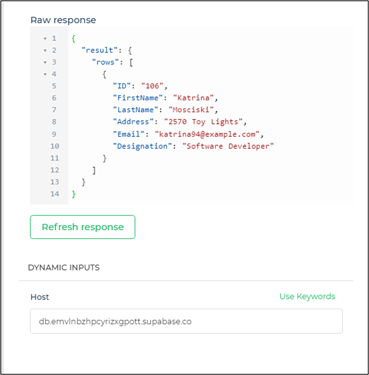 Raw response
1 {
2 "result": {
3 "rows": [
4 {
5 "ID": "106",
6 "FirstName": "Katrina",
7 "LastName": "Mosciski",
8 "Address": "2570 Toy Lights",
9 "Email": "katrina94@example.com",
10 "Designation": "Software Developer"
11 }
12 ]
13 }
14 }
Refresh response
DYNAMIC INPUTS
Host Use Keywords
db.emvlnbzhpcyrizxgpott.supabase.co